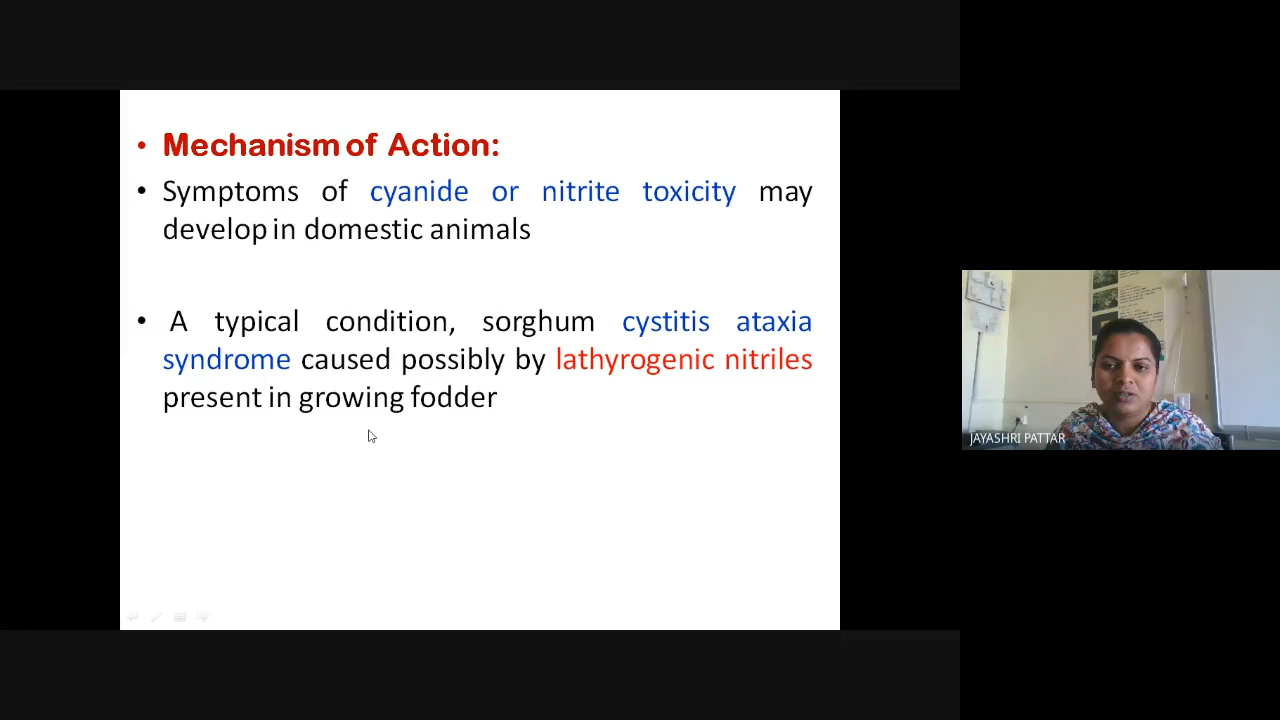 • Mechanism of Action:
• Symptoms of cyanide or nitrite toxicity may
develop in domestic animals
• A typical condition, sorghum cystitis ataxia
syndrome caused possibly by lathyrogenic nitriles
present in growing fodder
JAYASHRI PATTAR